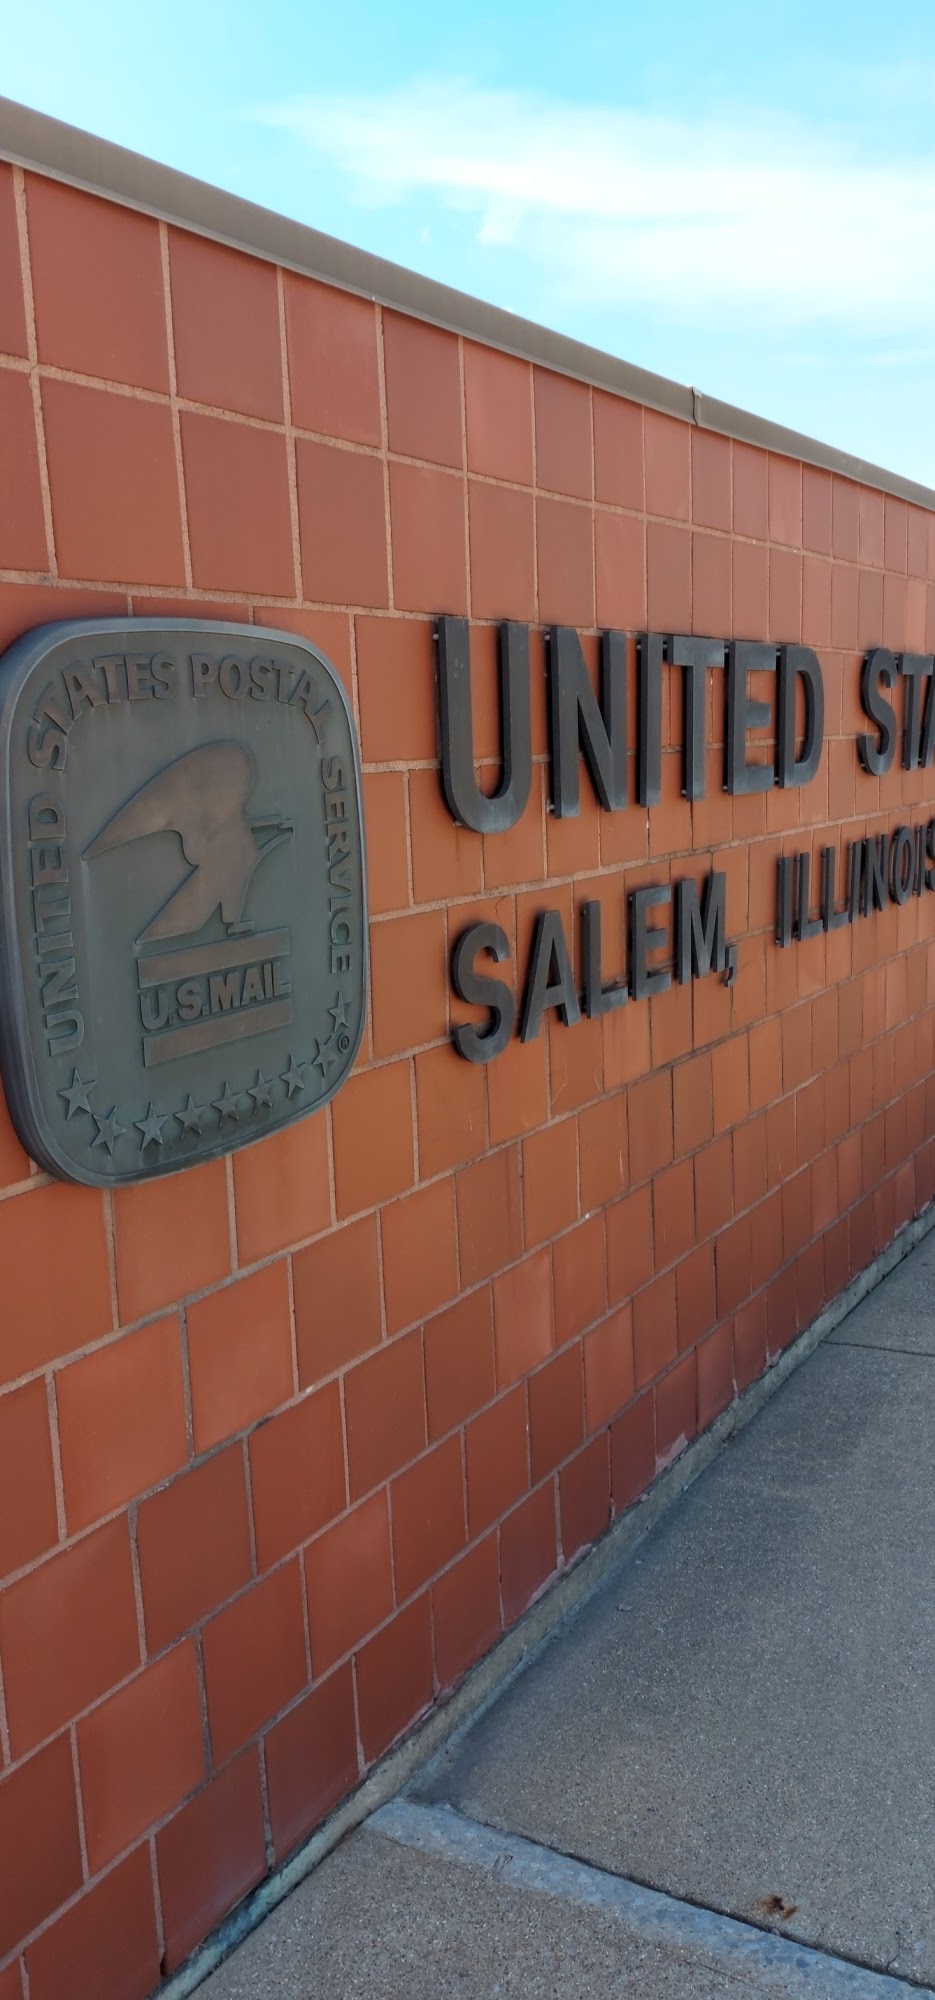 UNITED STATES POSTAL SERVICE
U.S.MAIL
®
UNITED STA
SALEM, ILLINOIS